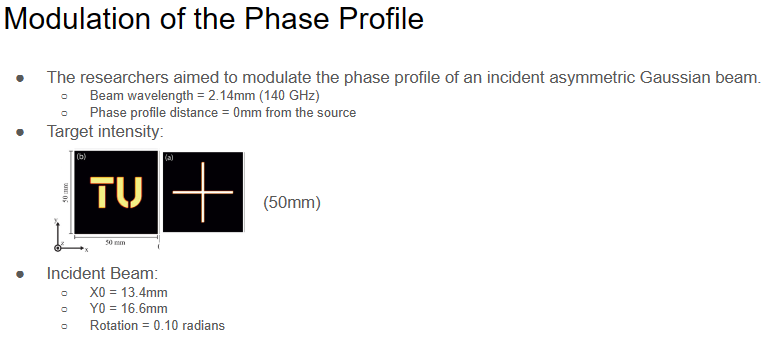 Modulation of the Phase Profile
● The researchers aimed to modulate the phase profile of an incident asymmetric Gaussian beam.
○ Beam wavelength = 2.14mm (140 GHz)
○ Phase profile distance = 0mm from the source
● Target intensity:
(b) (a)
TU
50 mm
(50mm)
y
z
x
50 mm
● Incident Beam:
○ X0 = 13.4mm
○ Y0 = 16.6mm
○ Rotation = 0.10 radians